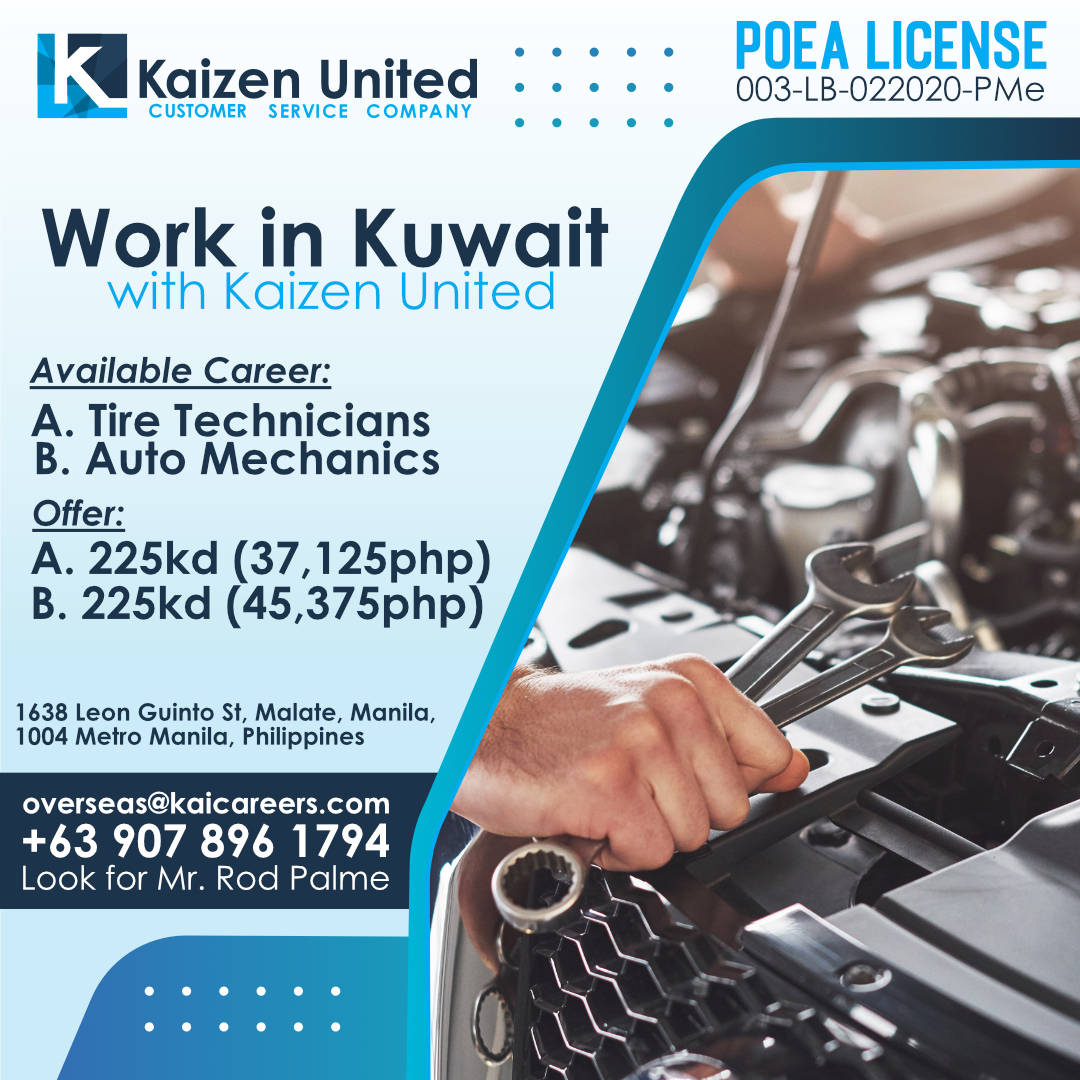 K
Kaizen United
CUSTOMER SERVICE COMPANY
POEA LICENSE
003-LB-022020-PMe
Work in Kuwait
with Kaizen United
Available Career:
A. Tire Technicians
B. Auto Mechanics
Offer:
A. 225kd (37,125php)
B. 225kd (45,375php)
1638 Leon Guinto St, Malate, Manila,
1004 Metro Manila, Philippines
overseas@kaicareers.com
+63 907 896 1794
Look for Mr. Rod Palme